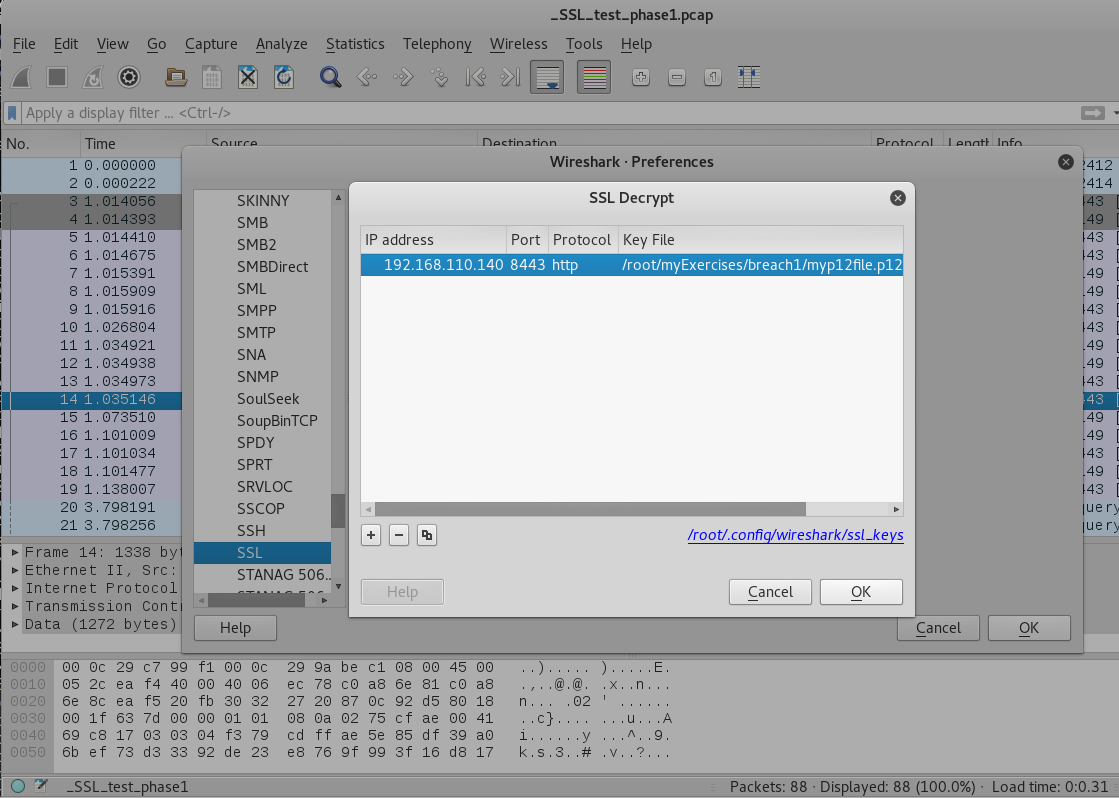 _SSL_test_phase1.pcap
File Edit View Go Capture Analyze Statistics Telephony Wireless Tools Help
Apply a display filter ... <Ctrl-/>
No. Time Source Destination Protocol Lengtl Info
Wireshark · Preferences
SSL Decrypt
1 0.000000
2 0.000222
3 1.014056
4 1.014393
5 1.014410
6 1.014675
7 1.015391
8 1.015909
9 1.015916
10 1.026804
11 1.034921
12 1.034938
13 1.034973
14 1.035146
15 1.073510
16 1.101009
17 1.101034
18 1.101477
19 1.138007
20 3.798191
21 3.798256
SKINNY
SMB
SMB2
SMBDirect
SML
SMPP
SMTP
SNA
SNMP
SoulSeek
SoupBinTCP
SPDY
SPRT
SRVLOC
SSCOP
SSH
SSL
STANAG 506..
IP address Port Protocol Key File
192.168.110.140 8443 http /root/myExercises/breach1/myp12file.p12
/root/.config/wireshark/ssl_keys
Help Cancel OK
Help Cancel OK
2412
2414
443 [
49 [
443 [
443 [
49 [
443 [
443 [
49 [
443 [
49 [
443 [
443 [
49 [
49 [
443 [
49 [
443 [
query
query
Frame 14: 1338 byt
Ethernet II, Src:
Internet Protocol
Transmission Contr
Data (1272 bytes)
0000 00 0c 29 c7 99 f1 00 0c 29 9a be c1 08 00 45 00 ..)..... ).....E.
0010 05 2c ea f4 40 00 40 06 ec 78 c0 a8 6e 81 c0 a8 .,..@.@. .x..n...
0020 6e 8c ea f5 20 fb 30 32 27 20 87 0c 92 d5 80 18 n... .02 ' ......
0030 00 1f 63 7d 00 00 01 01 08 0a 02 75 cf ae 00 41 ..c}.... ...u...A
0040 69 c8 17 03 03 04 f3 79 cd ff ae 5e 85 df 39 a0 i......y ...^..9.
0050 6b ef 73 d3 33 92 de 23 e8 76 9f 99 3f 16 d8 17 k.s.3..# .v..?...
_SSL_test_phase1 Packets: 88 · Displayed: 88 (100.0%) · Load time: 0:0.31